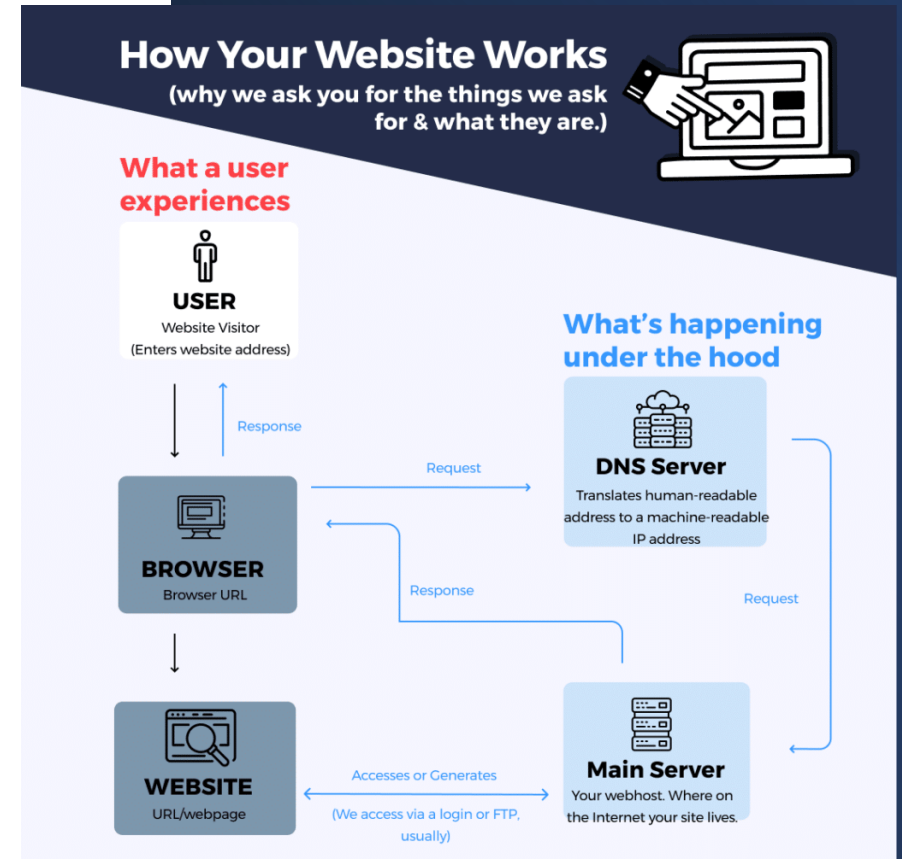 How Your Website Works
(why we ask you for the things we ask
for & what they are.)
What a user
experiences
USER
Website Visitor
(Enters website address)
Response
What's happening
under the hood
DNS Server
Translates human-readable
address to a machine-readable
IP address
Request
BROWSER
Browser URL
Response
Request
WEBSITE
URL/webpage
Accesses or Generates
(We access via a login or FTP,
usually)
Main Server
Your webhost. Where on
the Internet your site lives.